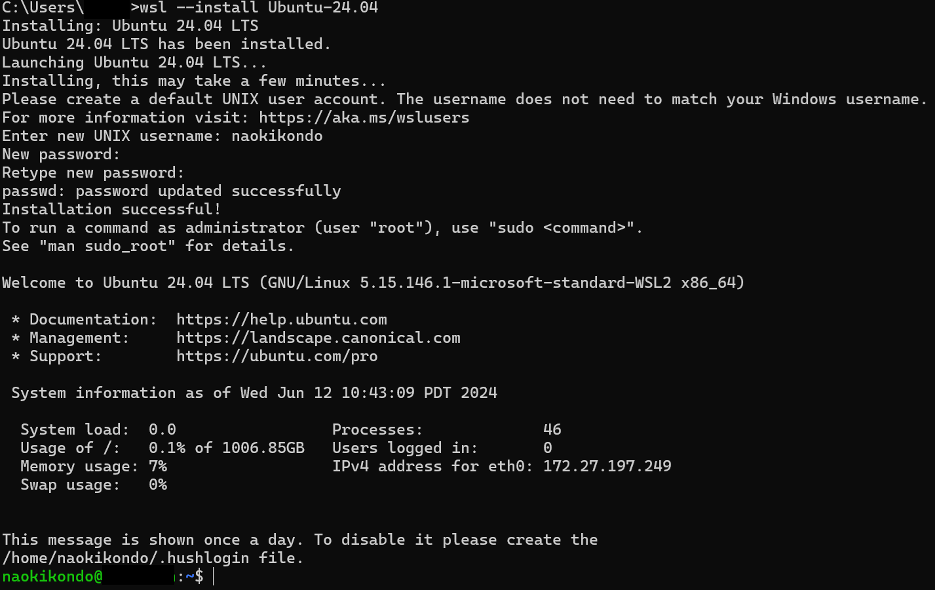 C:\Users\ >wsl --install Ubuntu-24.04
Installing: Ubuntu 24.04 LTS
Ubuntu 24.04 LTS has been installed.
Launching Ubuntu 24.04 LTS...
Installing, this may take a few minutes...
Please create a default UNIX user account. The username does not need to match your Windows username.
For more information visit: https://aka.ms/wslusers
Enter new UNIX username: naokikondo
New password:
Retype new password:
passwd: password updated successfully
Installation successful!
To run a command as administrator (user "root"), use "sudo <command>".
See "man sudo_root" for details.
Welcome to Ubuntu 24.04 LTS (GNU/Linux 5.15.146.1-microsoft-standard-WSL2 x86_64)
* Documentation: https://help.ubuntu.com
* Management: https://landscape.canonical.com
* Support: https://ubuntu.com/pro
System information as of Wed Jun 12 10:43:09 PDT 2024
System load: 0.0 Processes: 46
Usage of /: 0.1% of 1006.85GB Users logged in: 0
Memory usage: 7% IPv4 address for eth0: 172.27.197.249
Swap usage: 0%
This message is shown once a day. To disable it please create the
/home/naokikondo/.hushlogin file.
naokikondo@ :~$